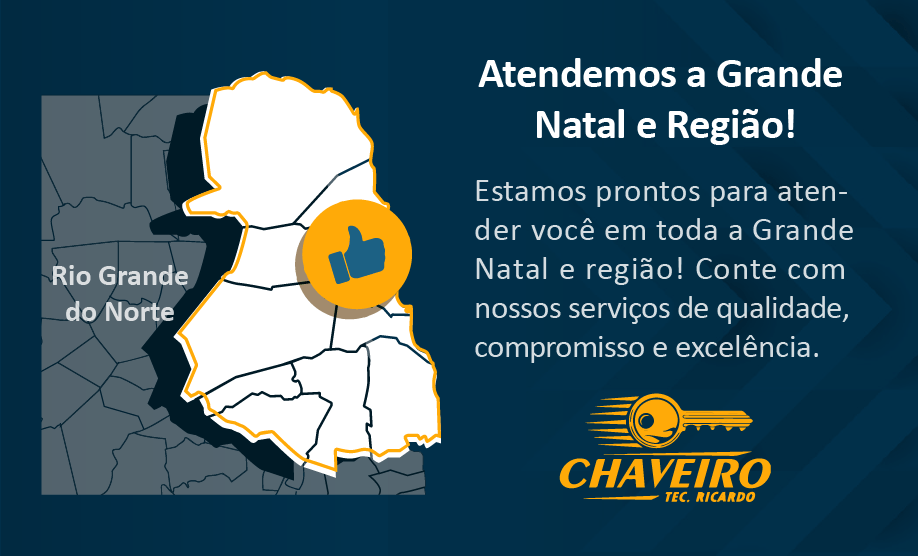 Atendemos a Grande
Natal e Região!
Estamos prontos para aten-
der você em toda a Grande
Natal e região! Conte com
nossos serviços de qualidade,
compromisso e excelência.
Rio Grande
do Norte
CHAVEIRO
TEC. RICARDO